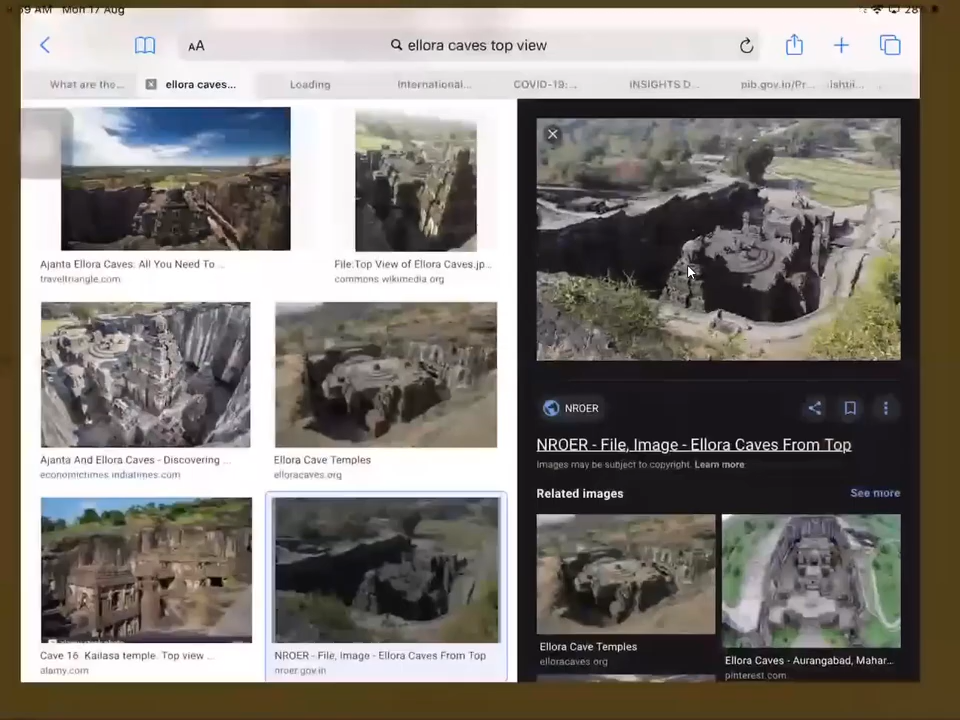 :39 AM Mon 17 Aug
28%
AA
ellora caves top view
What are the...
ellora caves...
Loading
International...
COVID-19:...
INSIGHTS D...
pib.gov.in/Pr...
Ajanta Ellora Caves: All You Need To ...
traveltriangle.com
File:Top View of Ellora Caves.jp...
commons.wikimedia.org
Ajanta And Ellora Caves - Discovering ...
economictimes.indiatimes.com
Ellora Cave Temples
elloracaves.org
Cave 16 Kailasa temple. Top view ...
alamy.com
NROER - File, Image - Ellora Caves From Top
nroer.gov.in
NROER
NROER - File, Image - Ellora Caves From Top
Images may be subject to copyright. Learn more
Related images
See more
Ellora Cave Temples
elloracaves.org
Ellora Caves - Aurangabad, Mahar...
pinterest.com